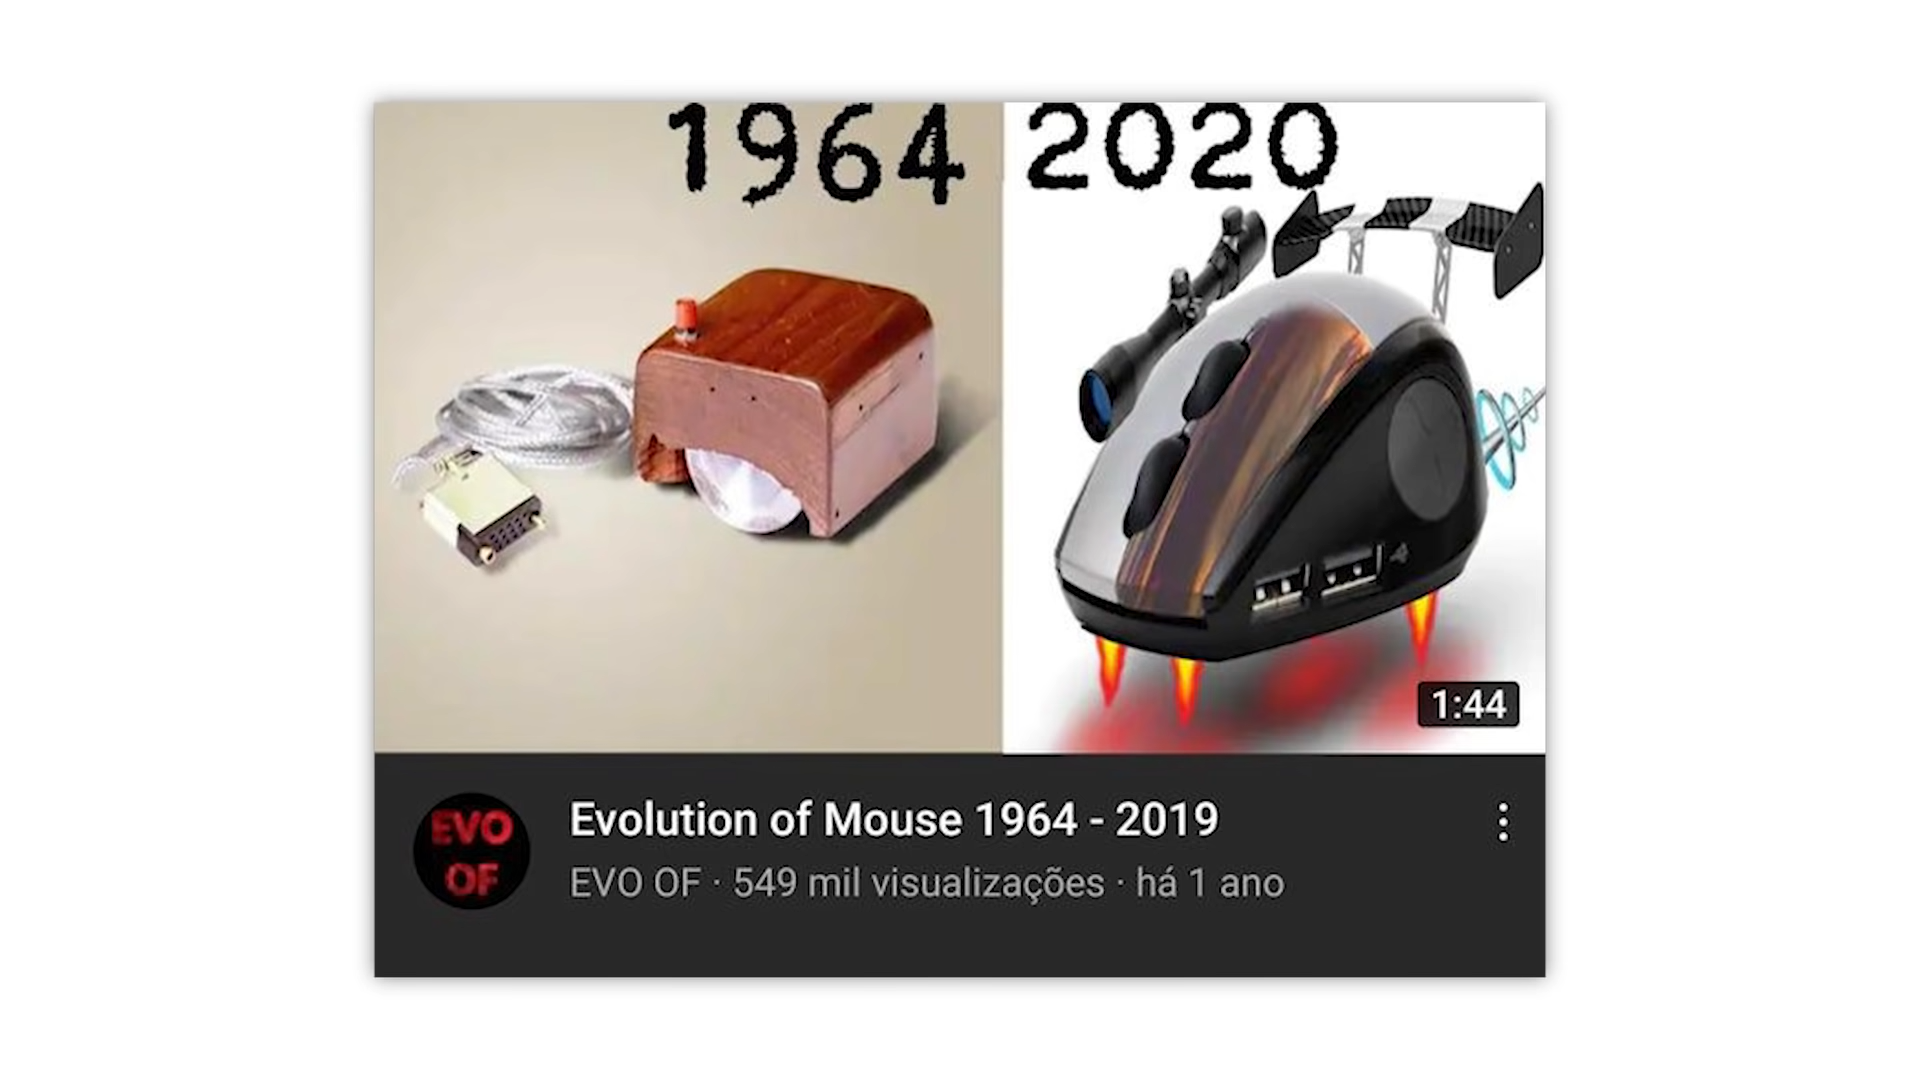 1964 2020
1:44
EVO
OF
Evolution of Mouse 1964 - 2019
EVO OF · 549 mil visualizações · há 1 ano